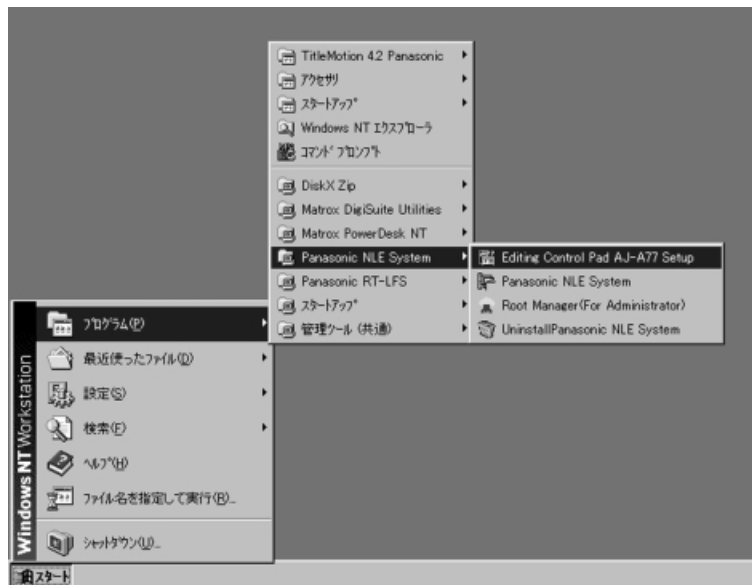 TitleMotion 4.2 Panasonic
アクセサリ
スタートアップ
Windows NT エクスプローラ
コマンド プロンプト
DiskX Zip
Matrox DigiSuite Utilities
Matrox PowerDesk NT
Panasonic NLE System
Panasonic RT-LFS
スタートアップ
管理ツール (共通)
Editing Control Pad AJ-A77 Setup
Panasonic NLE System
Root Manager(For Administrator)
UninstallPanasonic NLE System
プログラム(P)
最近使ったファイル(D)
設定(S)
検索(F)
ヘルプ(H)
ファイル名を指定して実行(R)...
シャットダウン(U)...
Windows NT Workstation
スタート